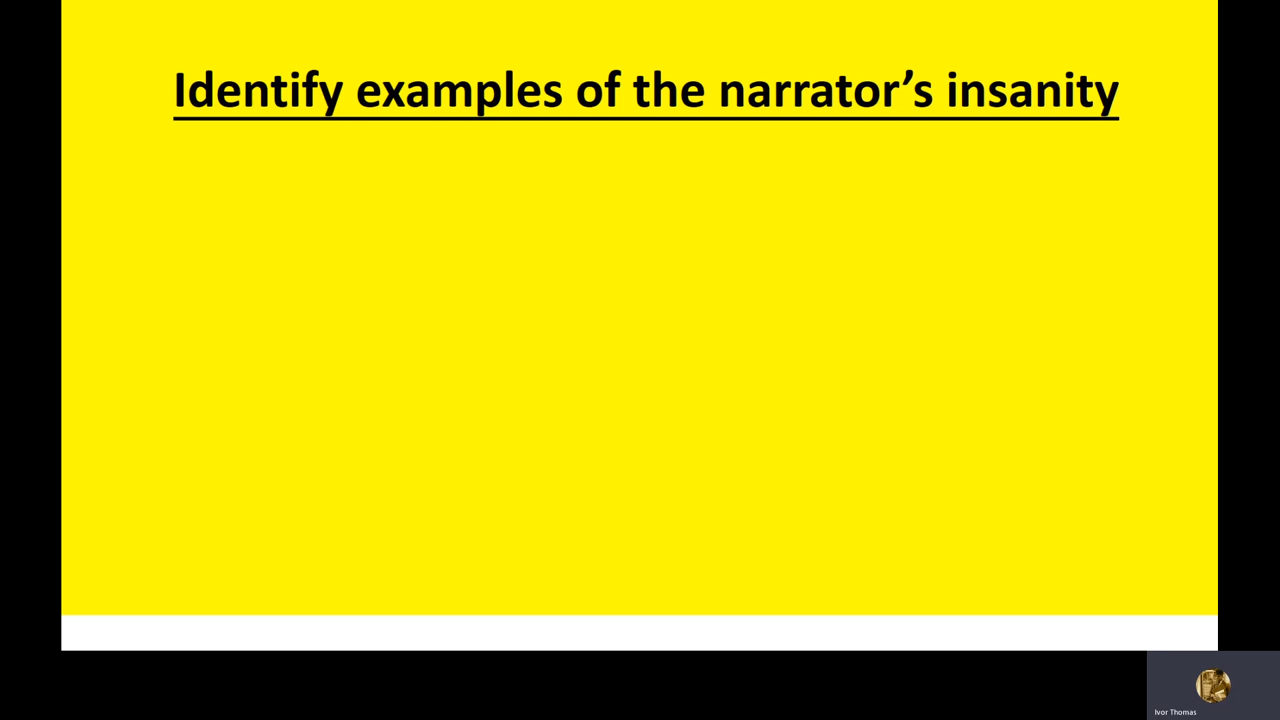 Identify examples of the narrator’s insanity
Ivor Thomas